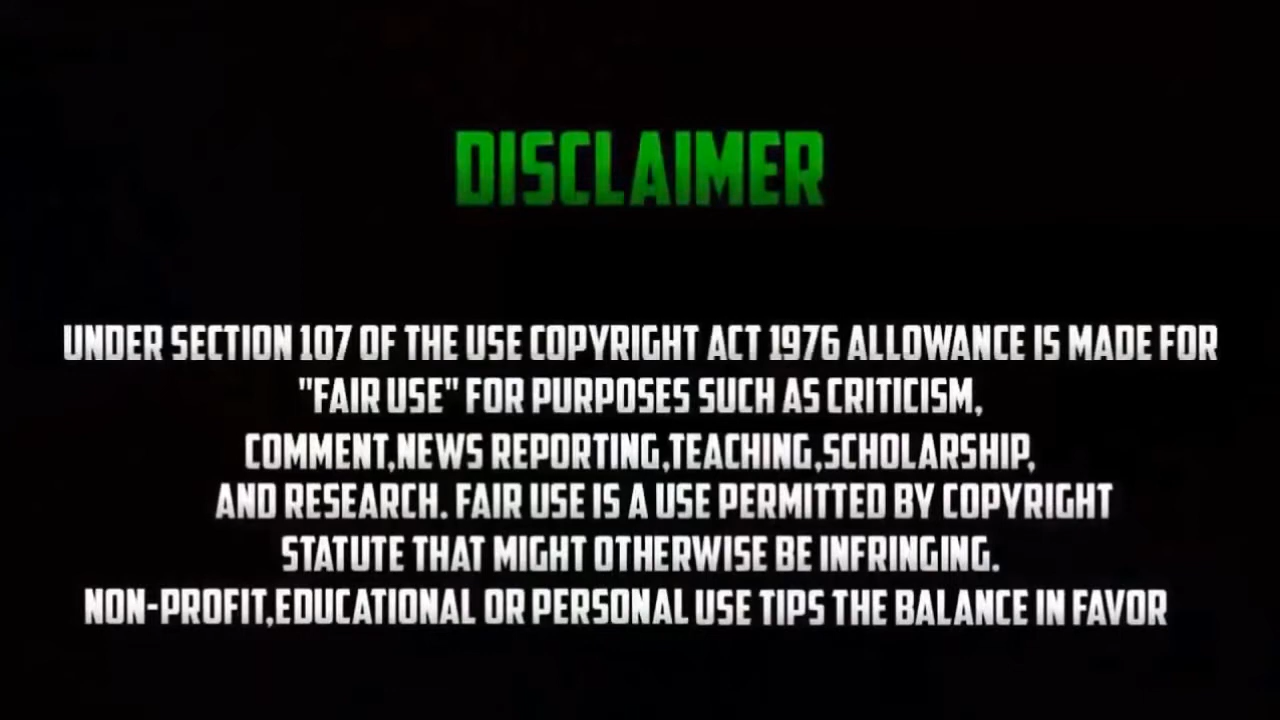 DISCLAIMER
UNDER SECTION 107 OF THE USE COPYRIGHT ACT 1976 ALLOWANCE IS MADE FOR
"FAIR USE" FOR PURPOSES SUCH AS CRITICISM,
COMMENT,NEWS REPORTING,TEACHING,SCHOLARSHIP,
AND RESEARCH. FAIR USE IS A USE PERMITTED BY COPYRIGHT
STATUTE THAT MIGHT OTHERWISE BE INFRINGING.
NON-PROFIT,EDUCATIONAL OR PERSONAL USE TIPS THE BALANCE IN FAVOR